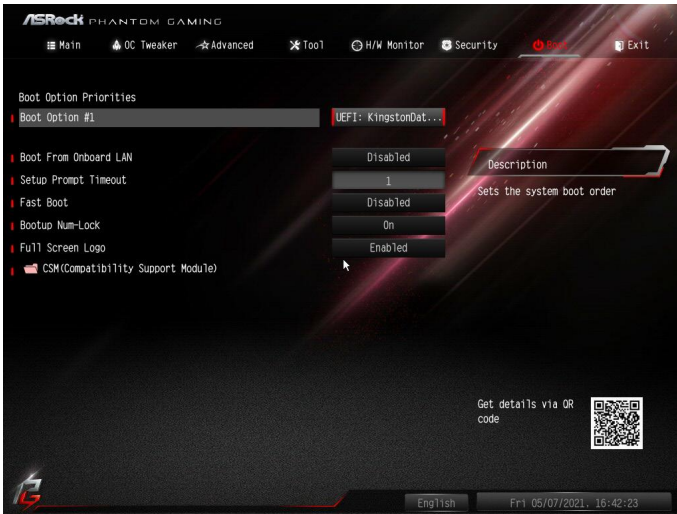 ASRock PHANTOM GAMING
Main OC Tweaker Advanced Tool H/W Monitor Security Boot Exit
Boot Option Priorities
Boot Option #1 UEFI: KingstonDat...
Boot From Onboard LAN Disabled
Setup Prompt Timeout 1
Fast Boot Disabled
Bootup Num-Lock On
Full Screen Logo Enabled
CSM(Compatibility Support Module)
Description
Sets the system boot order
Get details via QR
code
English Fri 05/07/2021. 16:42:23